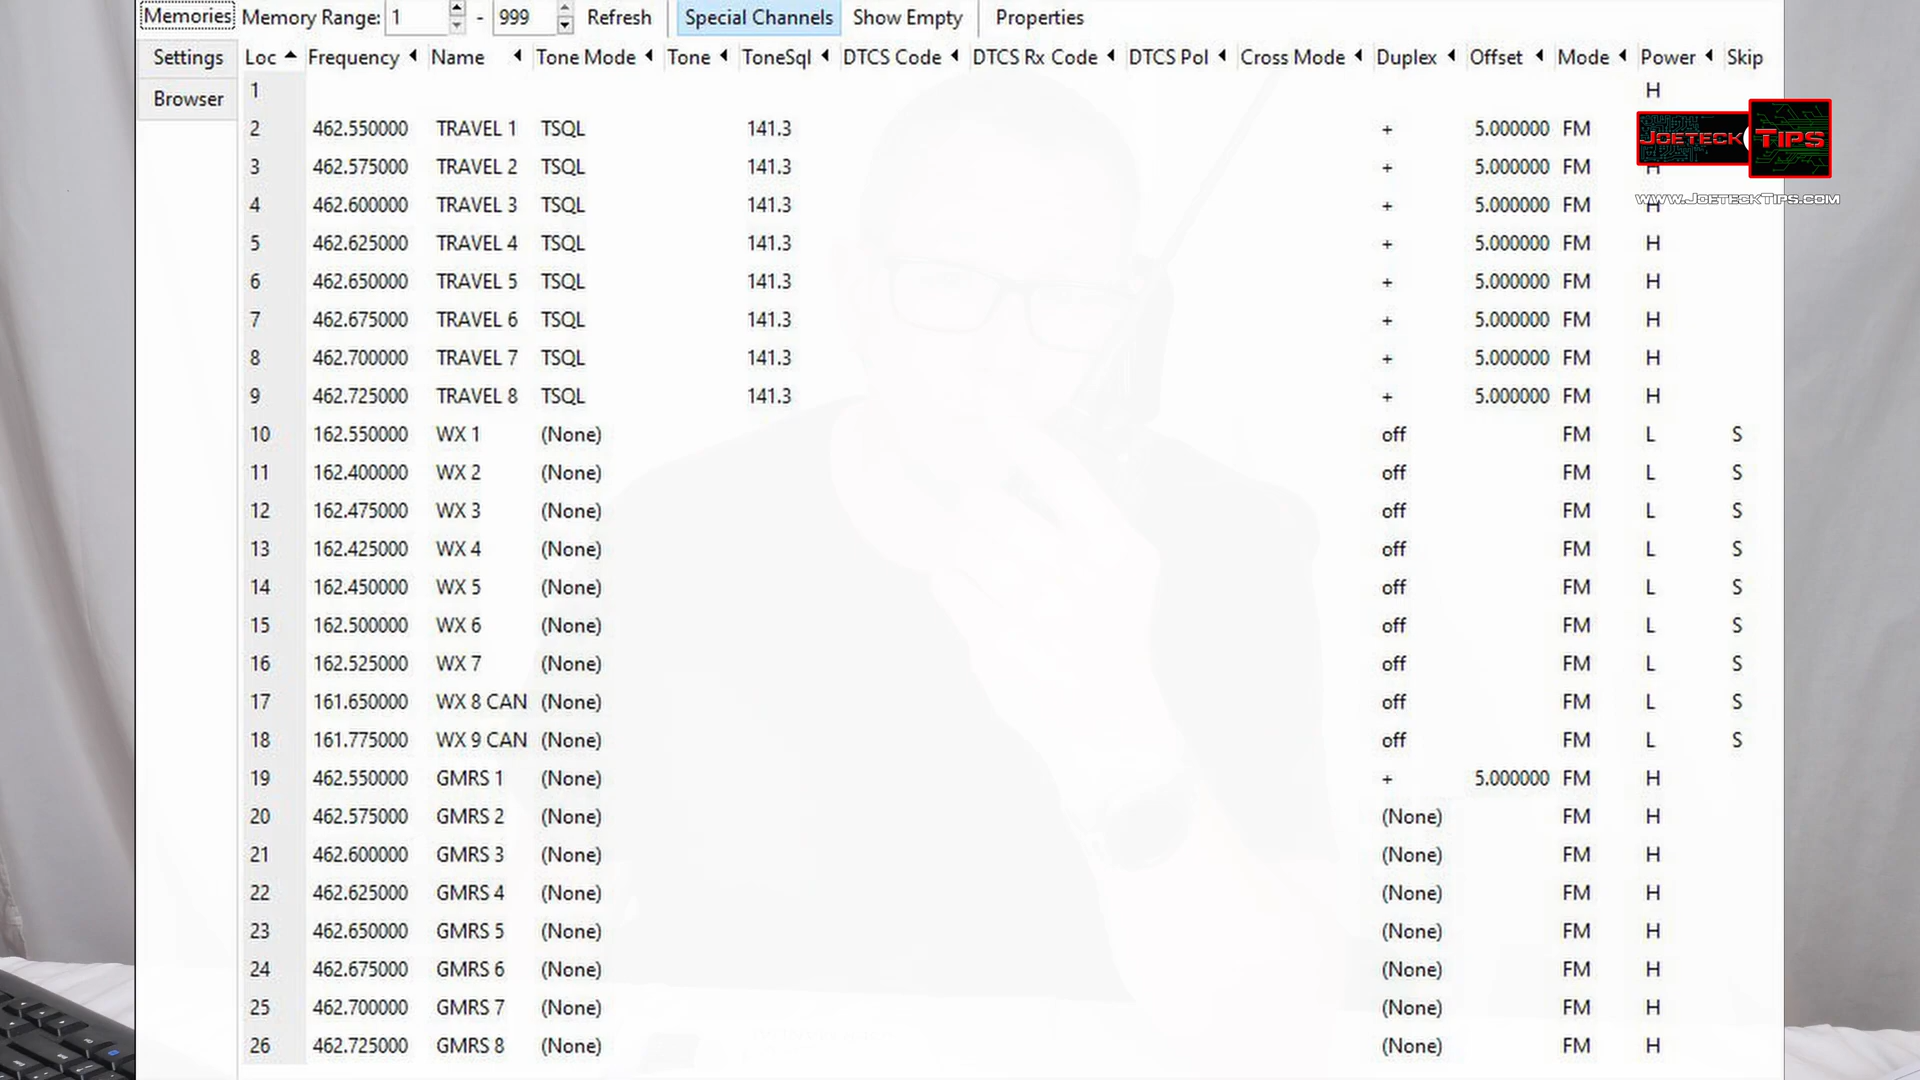 Memories Memory Range: 1 - 999 Refresh Special Channels Show Empty Properties
Settings
Browser
Loc Frequency Name Tone Mode Tone ToneSql DTCS Code DTCS Rx Code DTCS Pol Cross Mode Duplex Offset Mode Power Skip
1 H
2 462.550000 TRAVEL 1 TSQL 141.3 + 5.000000 FM
JOETECK TIPS
3 462.575000 TRAVEL 2 TSQL 141.3 + 5.000000 FM H
4 462.600000 TRAVEL 3 TSQL 141.3 + 5.000000 FM H
www.JoeteckTips.com
5 462.625000 TRAVEL 4 TSQL 141.3 + 5.000000 FM H
6 462.650000 TRAVEL 5 TSQL 141.3 + 5.000000 FM H
7 462.675000 TRAVEL 6 TSQL 141.3 + 5.000000 FM H
8 462.700000 TRAVEL 7 TSQL 141.3 + 5.000000 FM H
9 462.725000 TRAVEL 8 TSQL 141.3 + 5.000000 FM H
10 162.550000 WX 1 (None) off FM L S
11 162.400000 WX 2 (None) off FM L S
12 162.475000 WX 3 (None) off FM L S
13 162.425000 WX 4 (None) off FM L S
14 162.450000 WX 5 (None) off FM L S
15 162.500000 WX 6 (None) off FM L S
16 162.525000 WX 7 (None) off FM L S
17 161.650000 WX 8 CAN (None) off FM L S
18 161.775000 WX 9 CAN (None) off FM L S
19 462.550000 GMRS 1 (None) + 5.000000 FM H
20 462.575000 GMRS 2 (None) (None) FM H
21 462.600000 GMRS 3 (None) (None) FM H
22 462.625000 GMRS 4 (None) (None) FM H
23 462.650000 GMRS 5 (None) (None) FM H
24 462.675000 GMRS 6 (None) (None) FM H
25 462.700000 GMRS 7 (None) (None) FM H
26 462.725000 GMRS 8 (None) (None) FM H